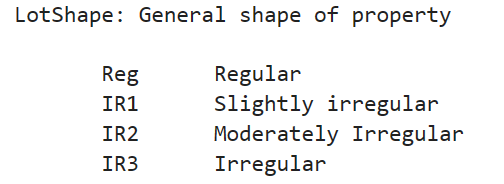 LotShape: General shape of property
Reg Regular
IR1 Slightly irregular
IR2 Moderately Irregular
IR3 Irregular